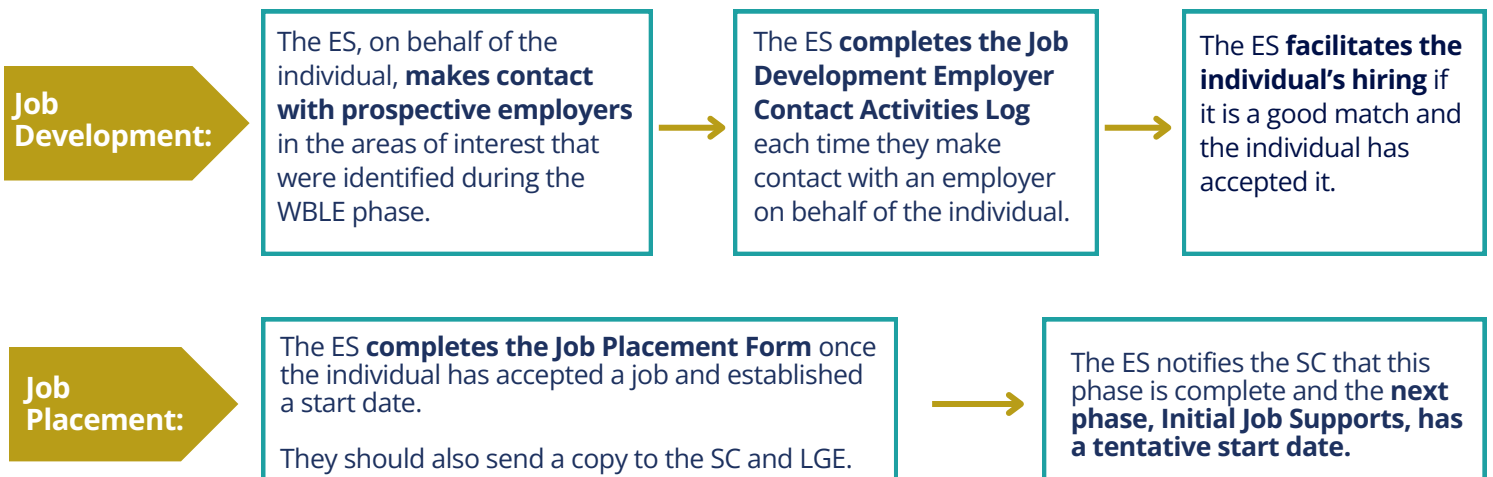 Job
Development:
The ES, on behalf of the
individual, makes contact
with prospective employers
in the areas of interest that
were identified during the
WBLE phase.
The ES completes the Job
Development Employer
Contact Activities Log
each time they make
contact with an employer
on behalf of the individual.
The ES facilitates the
individual’s hiring if
it is a good match and
the individual has
accepted it.
Job
Placement:
The ES completes the Job Placement Form once
the individual has accepted a job and established
a start date.
They should also send a copy to the SC and LGE.
The ES notifies the SC that this
phase is complete and the next
phase, Initial Job Supports, has
a tentative start date.